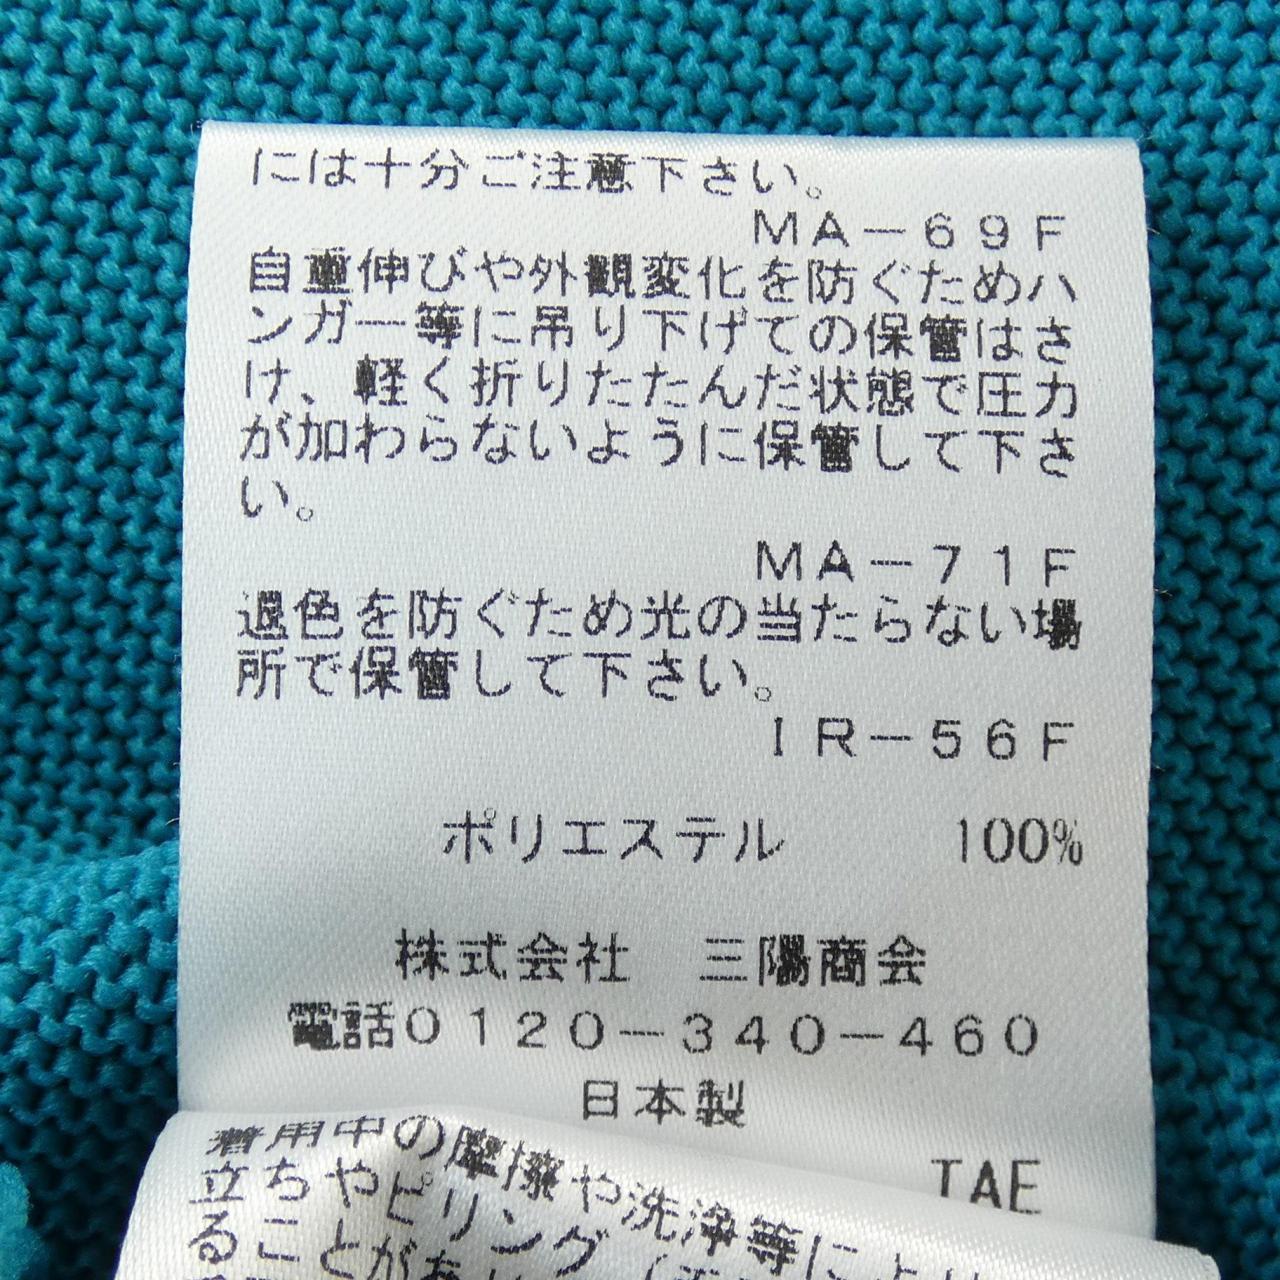 には十分ご注意下さい。
MA－69F
自重伸びや外観変化を防ぐためハ
ンガー等に吊り下げての保管はさ
け、軽く折りたたんだ状態で圧力
が加わらないように保管して下さ
い。
MA－71F
退色を防ぐため光の当たらない場
所で保管して下さい。
IR－56F
ポリエステル 100%
株式会社 三陽商会
電話0120－340－460
日本製
TAE
着用中の摩擦や洗浄等により
立ちやピリング
ることがあ